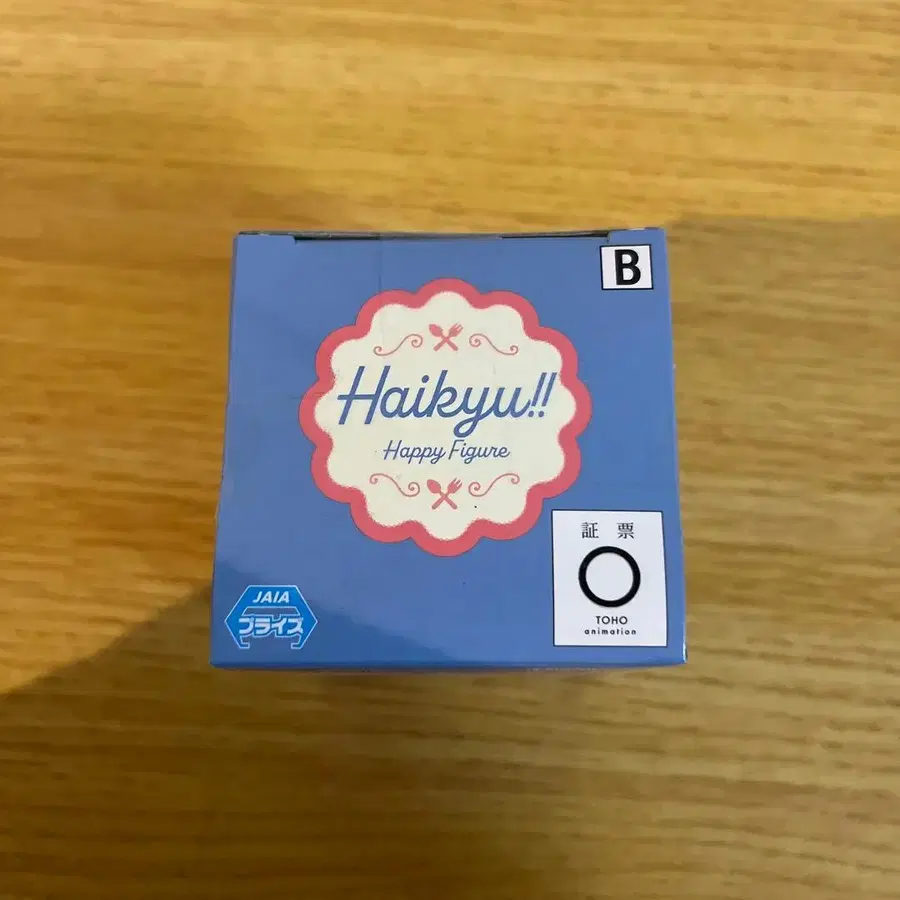 B
Haikyu!!
Happy Figure
証 票
TOHO
animation
JAIA
プライズ